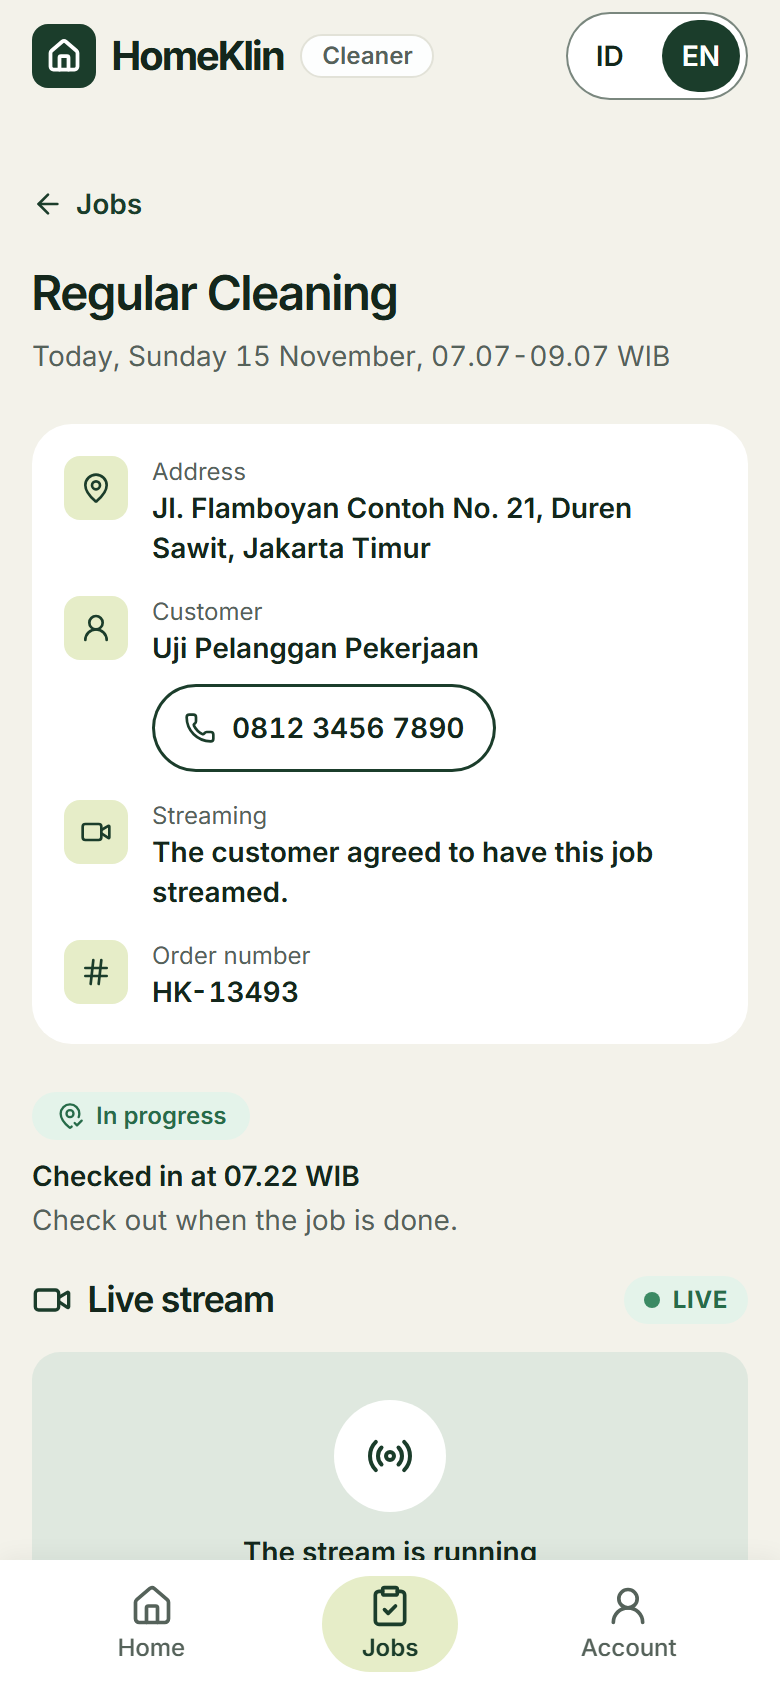 HomeKlin
Cleaner
ID
EN
Jobs
Regular Cleaning
Today, Sunday 15 November, 07.07-09.07 WIB
Address
Jl. Flamboyan Contoh No. 21, Duren
Sawit, Jakarta Timur
Customer
Uji Pelanggan Pekerjaan
0812 3456 7890
Streaming
The customer agreed to have this job
streamed.
Order number
HK-13493
In progress
Checked in at 07.22 WIB
Check out when the job is done.
Live stream
LIVE
The stream is running
Home
Jobs
Account